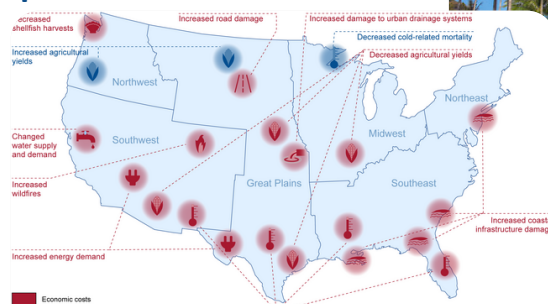 shellfish harvests
Increased road damage
Increased damage to urban drainage systems
Decreased cold-related mortality
Increased agricultural
yields
Decreased agricultural yields
Northwest
Northeast
Changed
water supply
and demand
Southwest
Midwest
Great Plains
Southeast
Increased
wildfires
Increased
infrastructure
Increased energy demand
Economic costs